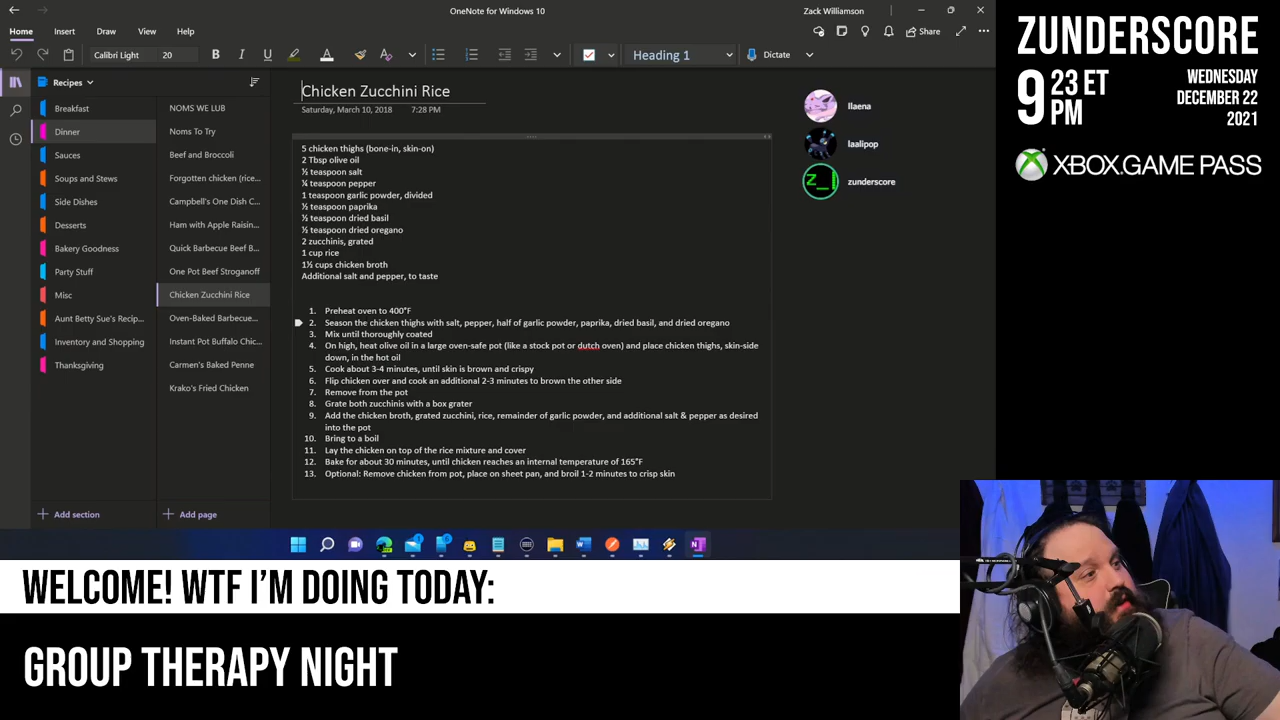 OneNote for Windows 10
Zack Williamson
Home
Insert
Draw
View
Help
Share
Calibri Light
20
B
I
U
A
Heading 1
Dictate
Recipes
Breakfast
Dinner
Sauces
Soups and Stews
Side Dishes
Desserts
Bakery Goodness
Party Stuff
Misc
Aunt Betty Sue's Recip...
Inventory and Shopping
Thanksgiving
Add section
NOMS WE LUB
Noms To Try
Beef and Broccoli
Forgotten chicken (rice...
Campbell's One Dish C...
Ham with Apple Raisin...
Quick Barbecue Beef B...
One Pot Beef Stroganoff
Chicken Zucchini Rice
Oven-Baked Barbecue...
Instant Pot Buffalo Chic...
Carmen's Baked Penne
Krako's Fried Chicken
Add page
Chicken Zucchini Rice
Saturday, March 10, 2018 7:28 PM
5 chicken thighs (bone-in, skin-on)
2 Tbsp olive oil
½ teaspoon salt
¼ teaspoon pepper
1 teaspoon garlic powder, divided
½ teaspoon paprika
½ teaspoon dried basil
½ teaspoon dried oregano
2 zucchinis, grated
1 cup rice
1½ cups chicken broth
Additional salt and pepper, to taste
1. Preheat oven to 400°F
2. Season the chicken thighs with salt, pepper, half of garlic powder, paprika, dried basil, and dried oregano
3. Mix until thoroughly coated
4. On high, heat olive oil in a large oven-safe pot (like a stock pot or dutch oven) and place chicken thighs, skin-side
down, in the hot oil
5. Cook about 3-4 minutes, until skin is brown and crispy
6. Flip chicken over and cook an additional 2-3 minutes to brown the other side
7. Remove from the pot
8. Grate both zucchinis with a box grater
9. Add the chicken broth, grated zucchini, rice, remainder of garlic powder, and additional salt & pepper as desired
into the pot
10. Bring to a boil
11. Lay the chicken on top of the rice mixture and cover
12. Bake for about 30 minutes, until chicken reaches an internal temperature of 165°F
13. Optional: Remove chicken from pot, place on sheet pan, and broil 1-2 minutes to crisp skin
Ilaena
laalipop
z_
zunderscore
ZUNDERSCORE
9 23 ET
PM
WEDNESDAY
DECEMBER 22
2021
XBOX GAME PASS
WELCOME! WTF I'M DOING TODAY:
GROUP THERAPY NIGHT